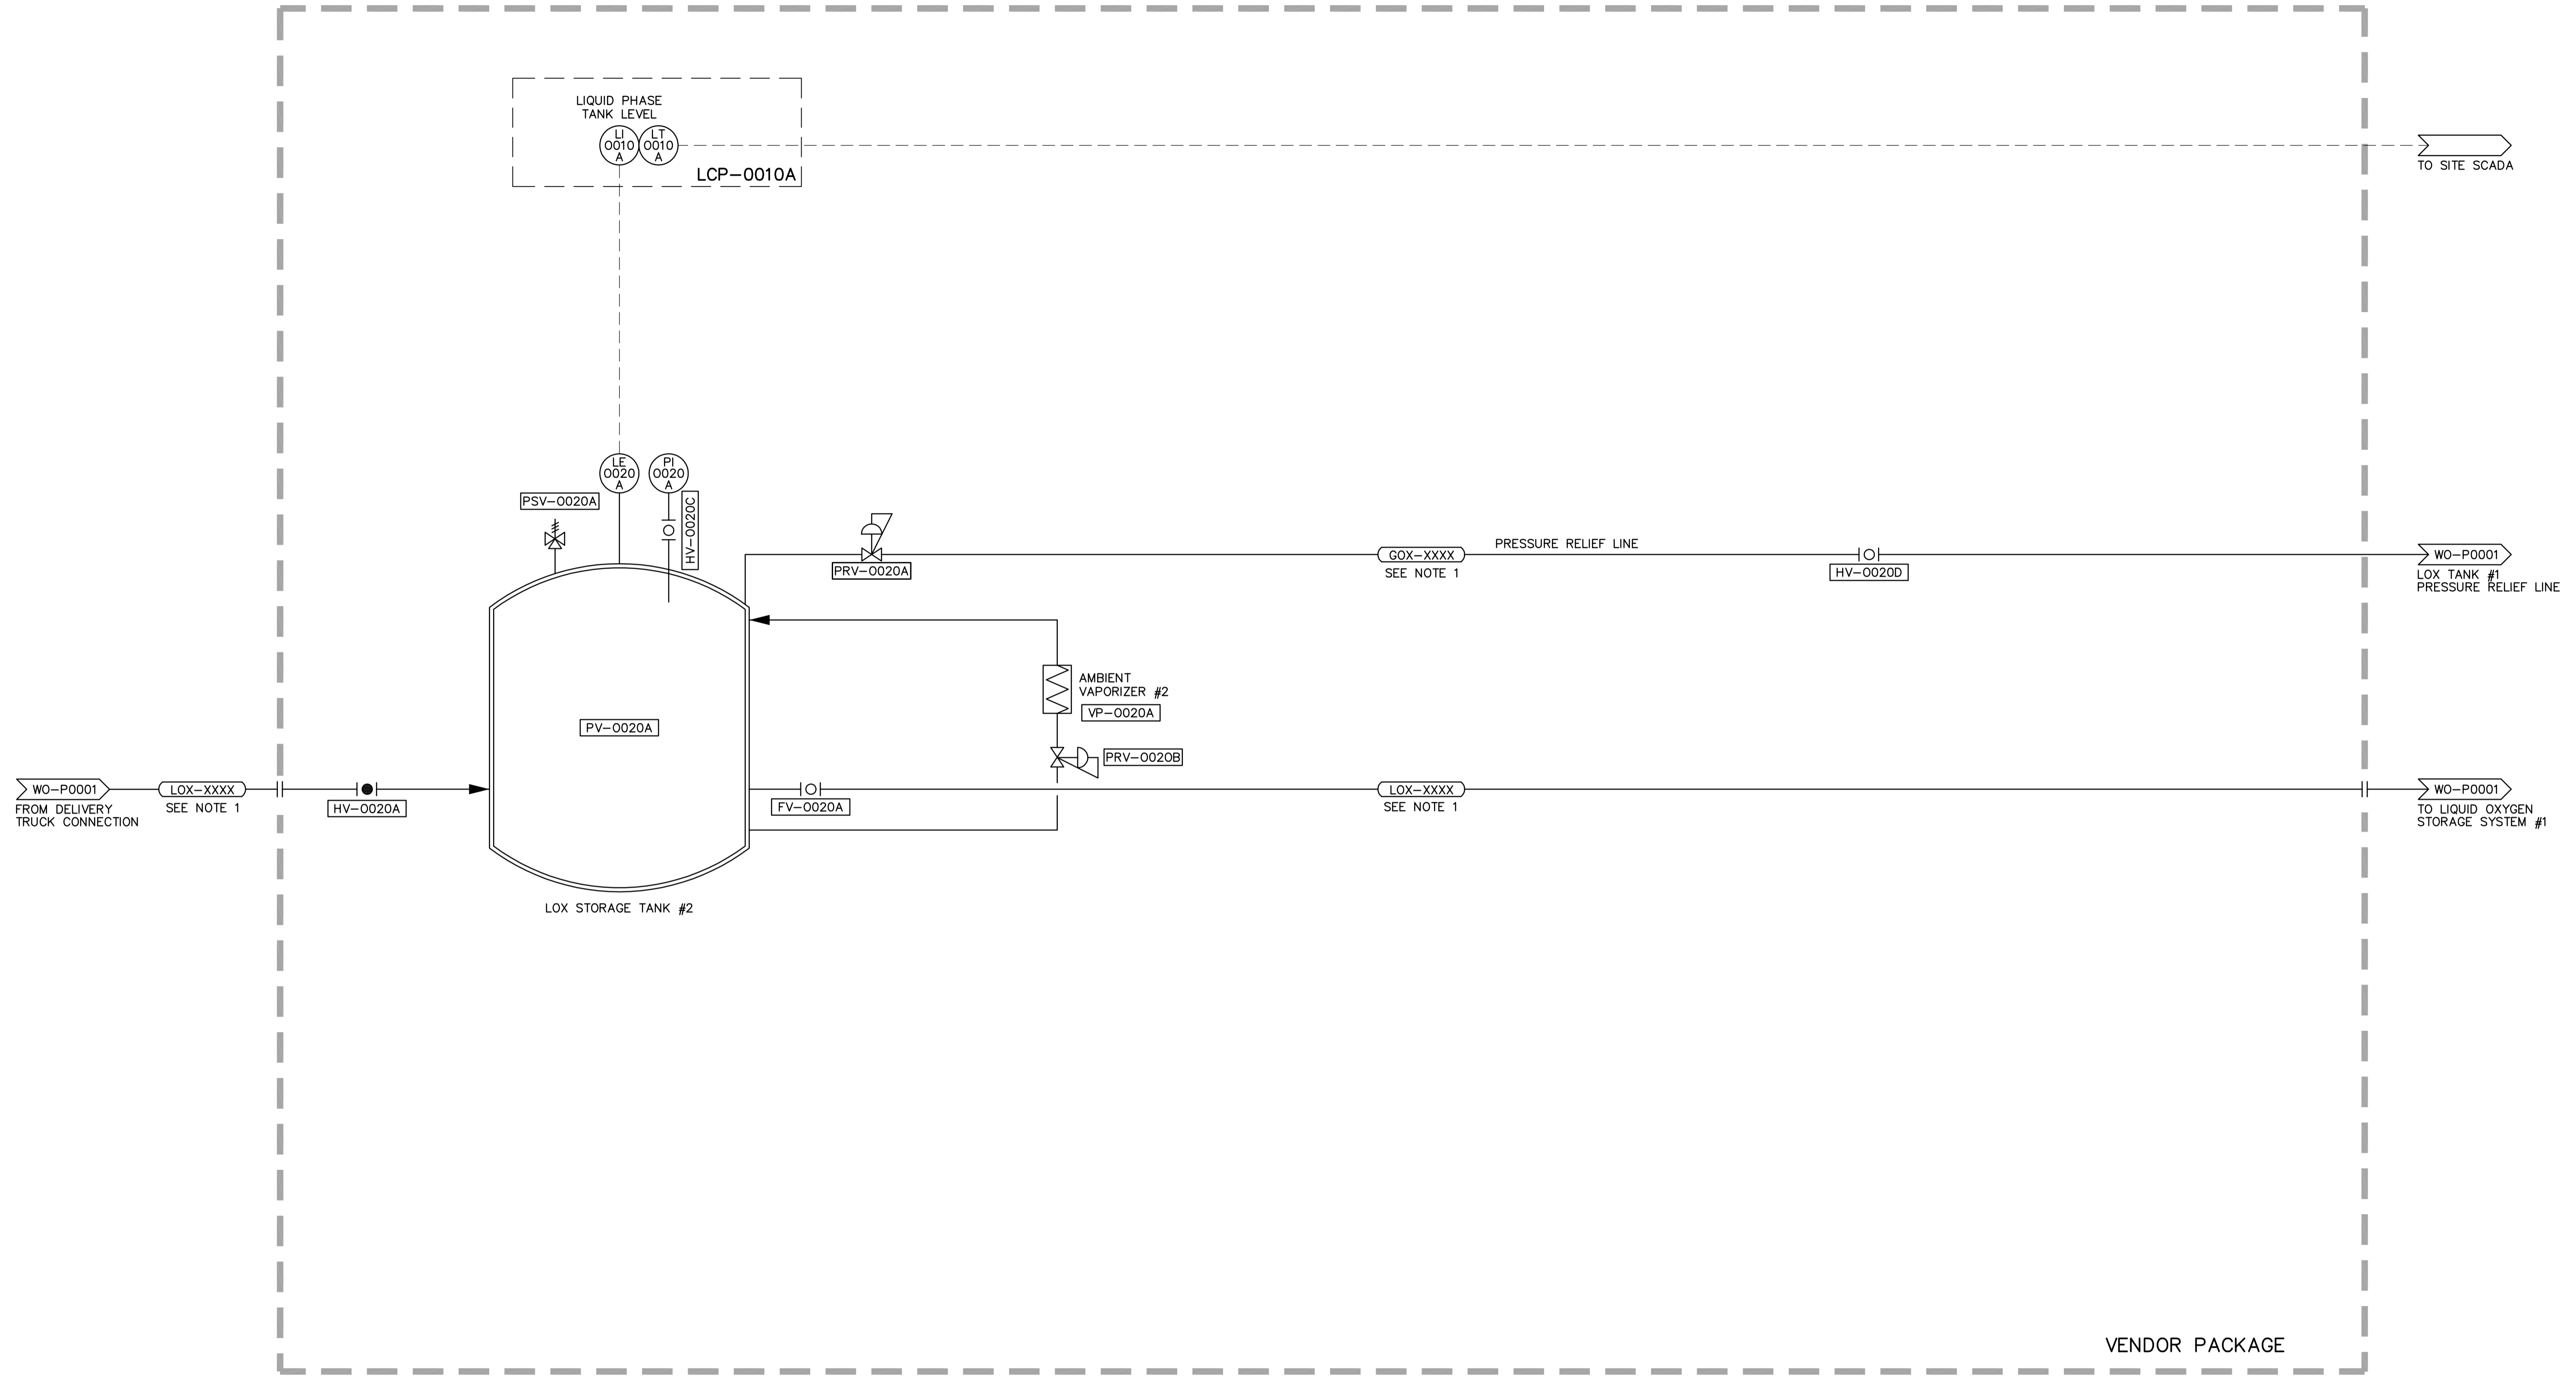 LIQUID PHASE
TANK LEVEL
LI
0010
A
LT
0010
A
LCP-0010A
TO SITE SCADA
LE
0020
A
PI
0020
A
PSV-0020A
HV-0020C
PRV-0020A
GOX-XXXX
SEE NOTE 1
PRESSURE RELIEF LINE
HV-0020D
WO-P0001
LOX TANK #1
PRESSURE RELIEF LINE
AMBIENT
VAPORIZER #2
VP-0020A
PV-0020A
PRV-0020B
WO-P0001
FROM DELIVERY
TRUCK CONNECTION
LOX-XXXX
SEE NOTE 1
HV-0020A
FV-0020A
LOX-XXXX
SEE NOTE 1
WO-P0001
TO LIQUID OXYGEN
STORAGE SYSTEM #1
LOX STORAGE TANK #2
VENDOR PACKAGE